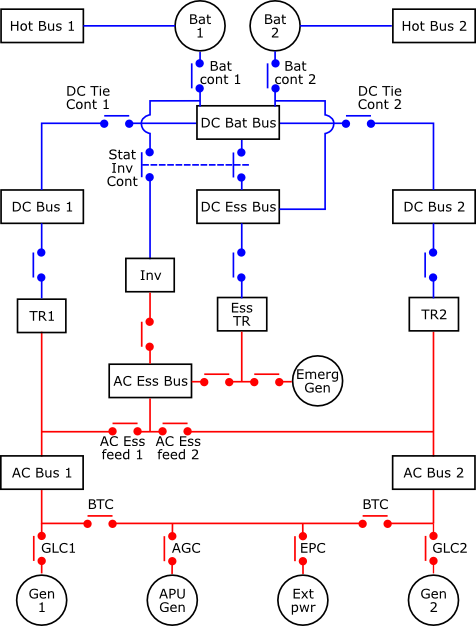 Hot Bus 1
Bat
1
Bat
2
Hot Bus 2
Bat
cont 1
Bat
cont 2
DC Tie
Cont 1
DC Tie
Cont 2
DC Bat Bus
Stat
Inv
Cont
DC Bus 1
DC Ess Bus
DC Bus 2
Inv
TR1
Ess
TR
TR2
AC Ess Bus
Emerg
Gen
AC Ess
feed 1
AC Ess
feed 2
AC Bus 1
AC Bus 2
BTC
BTC
GLC1
AGC
EPC
GLC2
Gen
1
APU
Gen
Ext
pwr
Gen
2